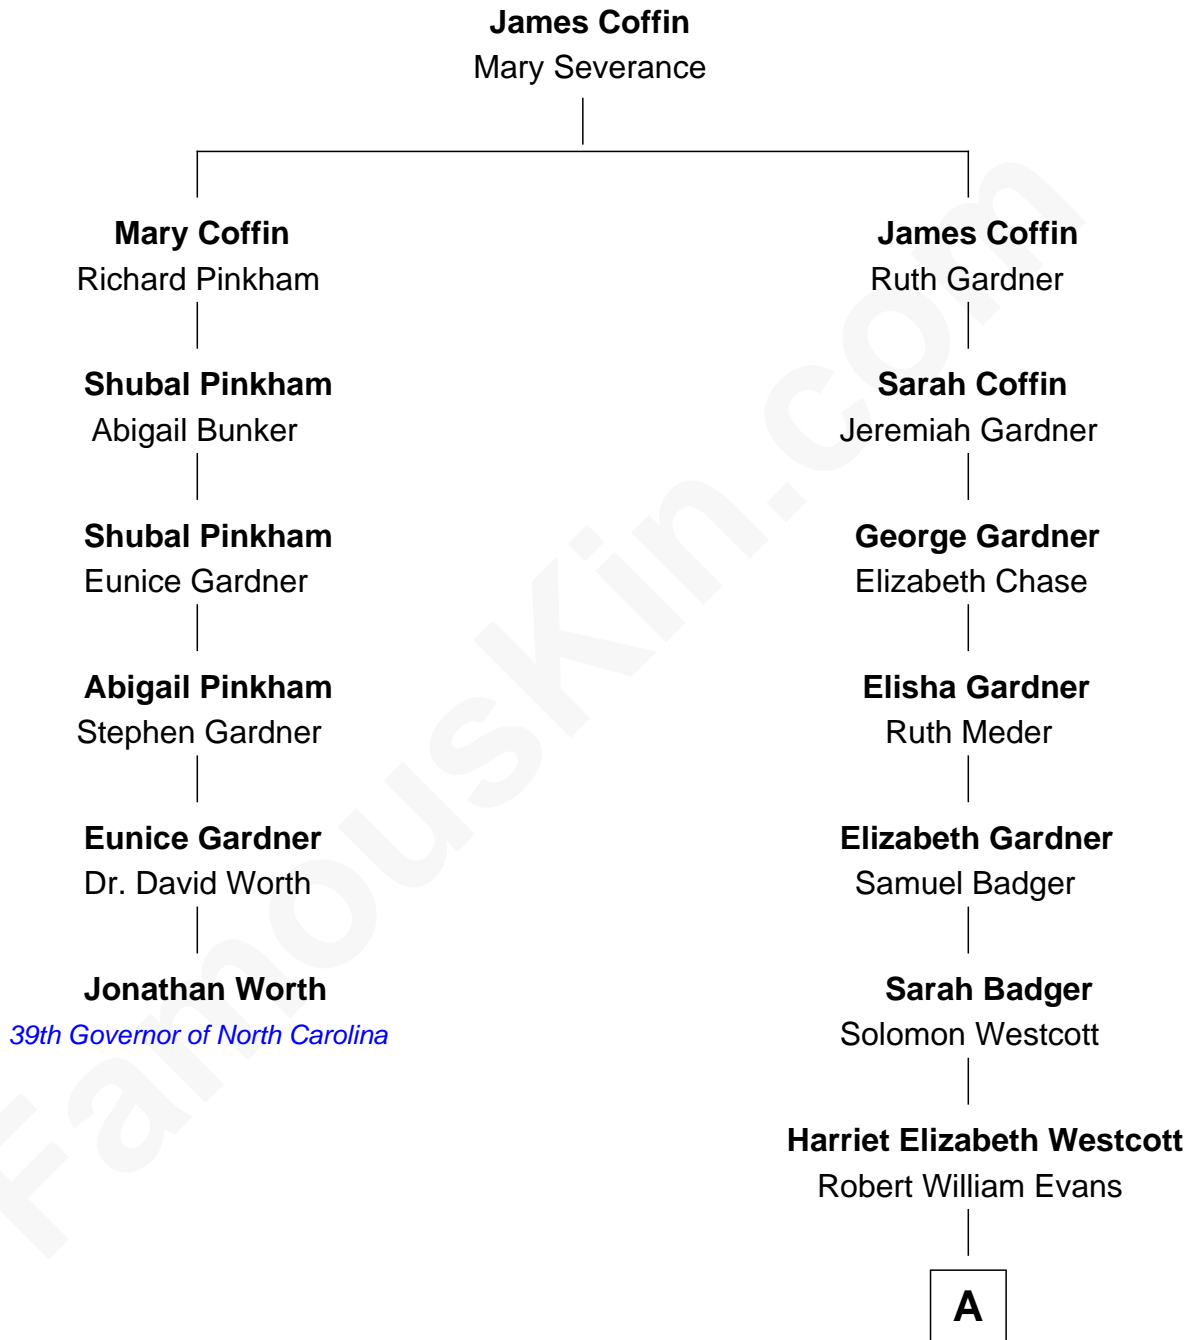 James Coffin
Mary Severance
Mary Coffin
Richard Pinkham
James Coffin
Ruth Gardner
Shubal Pinkham
Abigail Bunker
Sarah Coffin
Jeremiah Gardner
Shubal Pinkham
Eunice Gardner
George Gardner
Elizabeth Chase
Abigail Pinkham
Stephen Gardner
Elisha Gardner
Ruth Meder
Eunice Gardner
Dr. David Worth
Elizabeth Gardner
Samuel Badger
Jonathan Worth
39th Governor of North Carolina
Sarah Badger
Solomon Westcott
Harriet Elizabeth Westcott
Robert William Evans
A
FamousKin.com